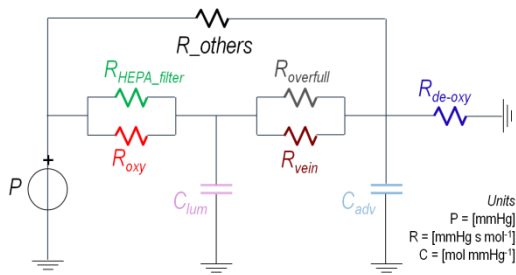 R_others
R_HEPA_filter
R_overfull
R_de-oxy
R_oxy
R_vein
+
P
C_lum
C_adv
Units
P = [mmHg]
R = [mmHg s mol⁻¹]
C = [mol mmHg⁻¹]